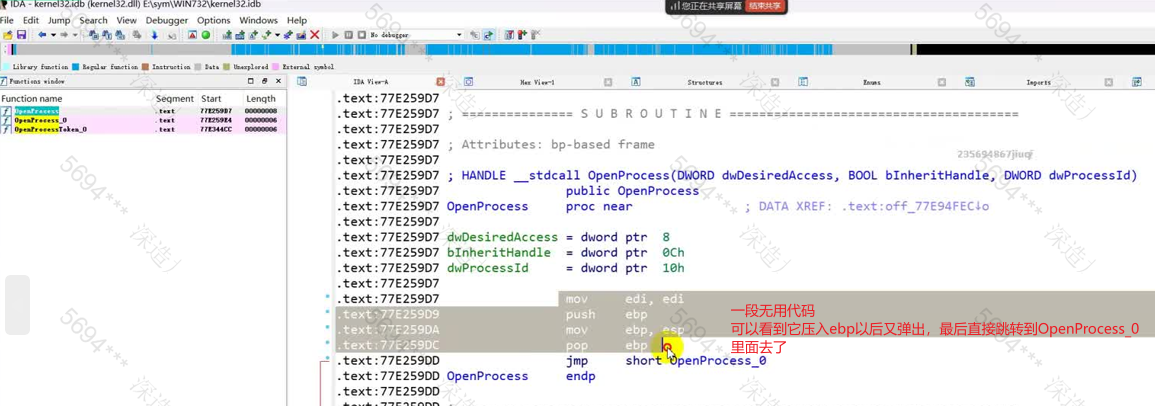 IDA - kernel32.idb (kernel32.dll) E:\sym\WIN732\kernel32.idb
您正在共享屏幕 结束共享
File Edit Jump Search View Debugger Options Windows Help
No debugger
Library function Regular function Instruction Data Unexplored External symbol
Functions window
IDA View-A Hex View-1 Structures Enums Imports
Function name Segment Start Length
OpenProcess .text 77E259D7 00000008
OpenProcess_0 .text 77E259E4 00000006
OpenProcessToken_0 .text 77E344CC 00000006
.text:77E259D7
.text:77E259D7 ; =============== S U B R O U T I N E =======================================
.text:77E259D7
.text:77E259D7 ; Attributes: bp-based frame
235694867jiuqf
.text:77E259D7
.text:77E259D7 ; HANDLE __stdcall OpenProcess(DWORD dwDesiredAccess, BOOL bInheritHandle, DWORD dwProcessId)
.text:77E259D7 public OpenProcess
.text:77E259D7 OpenProcess proc near ; DATA XREF: .text:off_77E94FEC↓o
.text:77E259D7
.text:77E259D7 dwDesiredAccess = dword ptr 8
.text:77E259D7 bInheritHandle = dword ptr 0Ch
.text:77E259D7 dwProcessId = dword ptr 10h
.text:77E259D7
.text:77E259D7 mov edi, edi
.text:77E259D9 push ebp
.text:77E259DA mov ebp, esp
.text:77E259DC pop ebp
.text:77E259DD jmp short OpenProcess_0
.text:77E259DD OpenProcess endp
.text:77E259DD
.text:77E259DD
一段无用代码
可以看到它压入ebp以后又弹出，最后直接跳转到OpenProcess_0
里面去了
5694***
深造丿